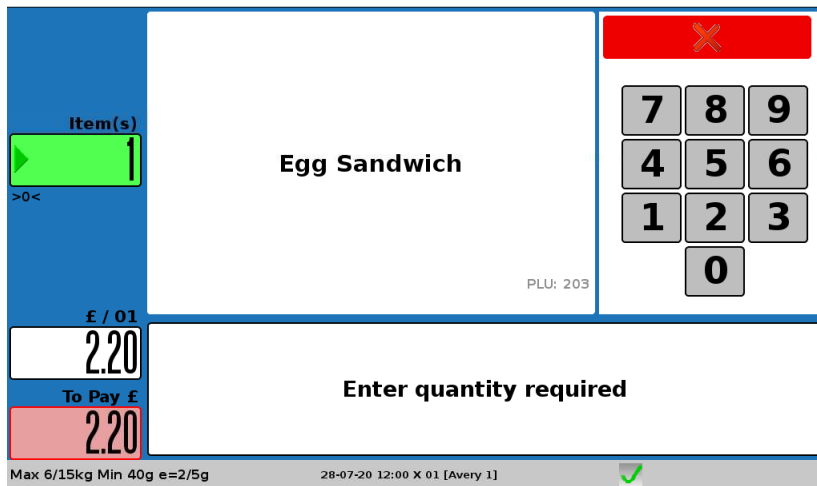 Item(s)
1
>0<
£ / 01
2.20
To Pay £
2.20
Egg Sandwich
PLU: 203
7 8 9
4 5 6
1 2 3
0
Enter quantity required
Max 6/15kg Min 40g e=2/5g
28-07-20 12:00 X 01 [Avery 1]